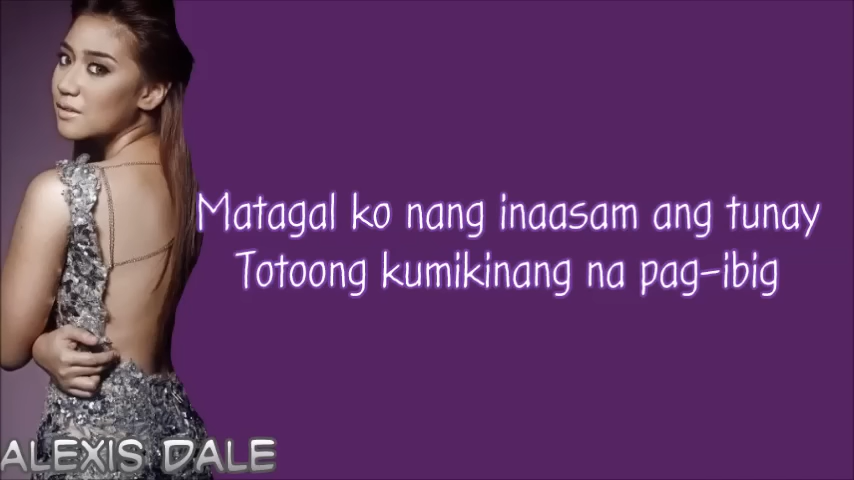 Matagal ko nang inaasam ang tunay
Totoong kumikinang na pag-ibig
ALEXIS DALE